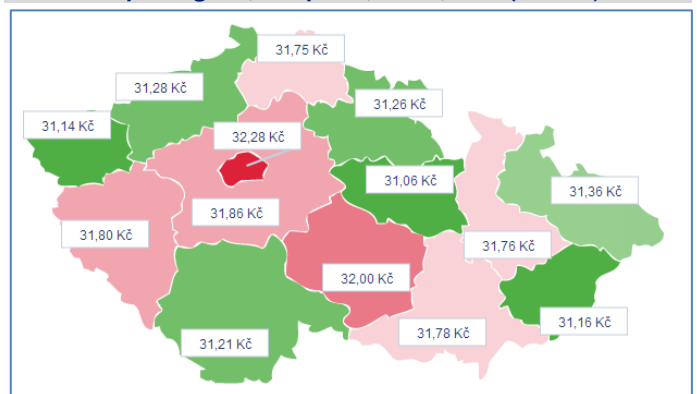 31,75 Kč
31,28 Kč
31,26 Kč
31,14 Kč
32,28 Kč
31,06 Kč
31,36 Kč
31,86 Kč
31,80 Kč
31,76 Kč
32,00 Kč
31,16 Kč
31,78 Kč
31,21 Kč